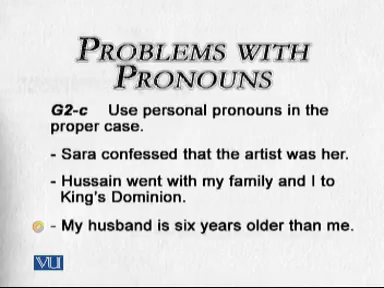 PROBLEMS WITH
PRONOUNS
G2-c Use personal pronouns in the
proper case.
- Sara confessed that the artist was her.
- Hussain went with my family and I to
King's Dominion.
- My husband is six years older than me.
VU